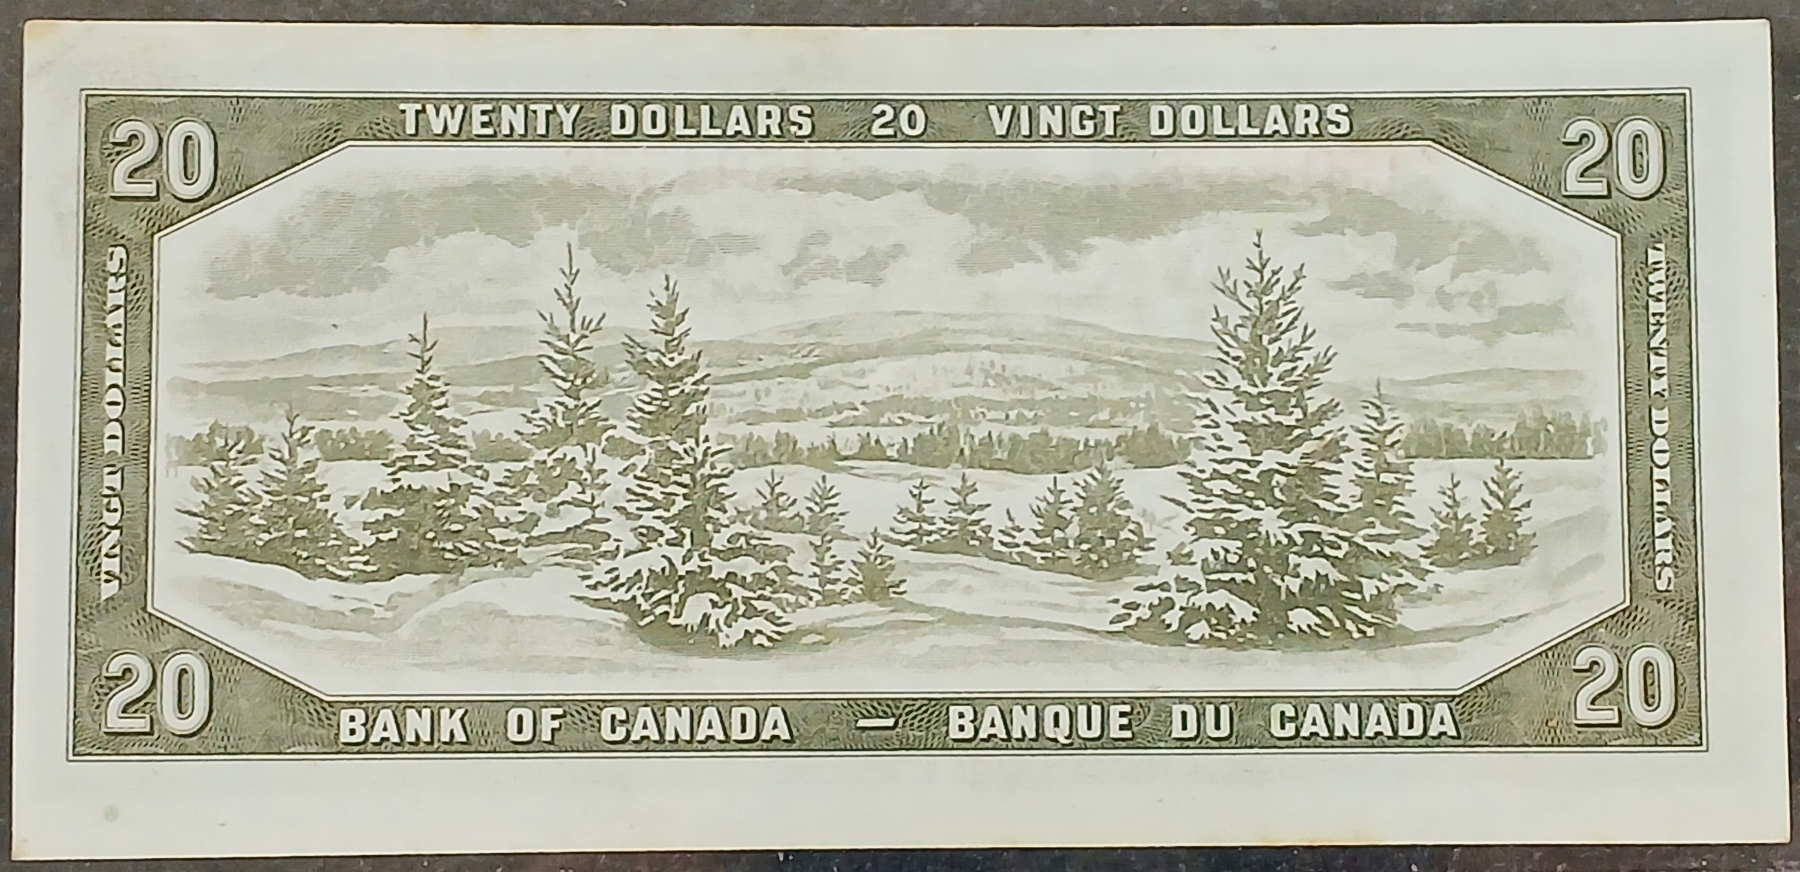 TWENTY DOLLARS 20 VINGT DOLLARS
20
20
VINGT DOLLARS
TWENTY DOLLARS
20
20
BANK OF CANADA — BANQUE DU CANADA